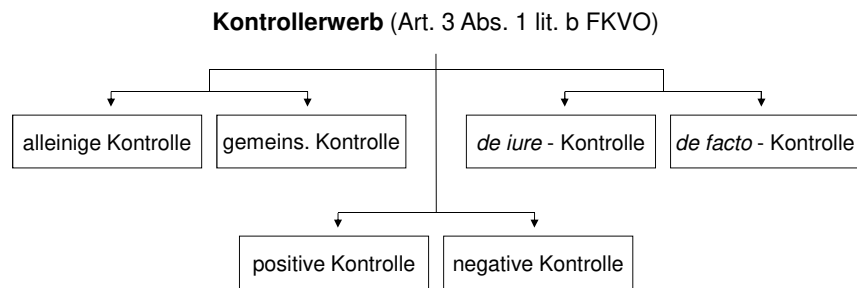 Kontrollerwerb (Art. 3 Abs. 1 lit. b FKVO)
alleinige Kontrolle
gemeins. Kontrolle
de iure - Kontrolle
de facto - Kontrolle
positive Kontrolle
negative Kontrolle